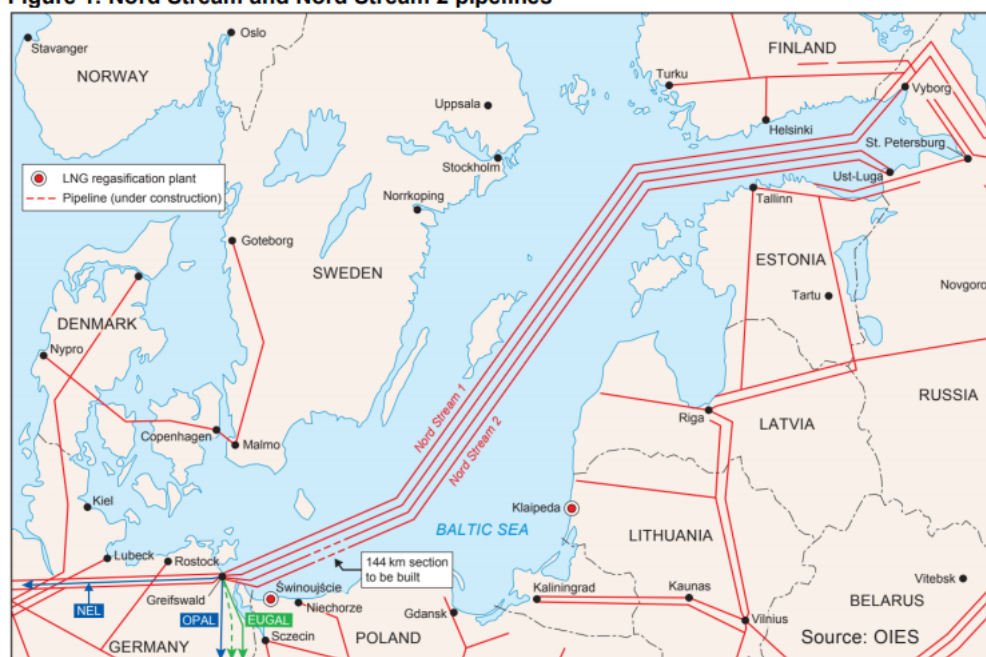 Figure 1: Nord Stream and Nord Stream 2 pipelines
Stavanger
Oslo
NORWAY
FINLAND
Turku
Vyborg
Uppsala
Helsinki
St. Petersburg
Stockholm
Ust-Luga
LNG regasification plant
Pipeline (under construction)
Norrkoping
Tallinn
Goteborg
ESTONIA
SWEDEN
Tartu
Novgoro
DENMARK
Nypro
Nord Stream 1
RUSSIA
Riga
LATVIA
Copenhagen
Malmo
Nord Stream 2
Kiel
Klaipeda
BALTIC SEA
LITHUANIA
Lubeck
Rostock
144 km section
to be built
Vitebsk
Świnoujście
Kaliningrad
Kaunas
Greifswald
Niechorze
BELARUS
NEL
OPAL
EUGAL
Gdansk
Vilnius
GERMANY
Sczecin
POLAND
Source: OIES